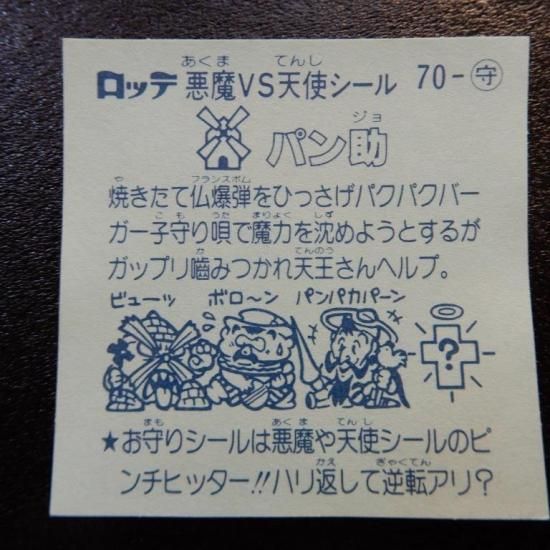 あくま てんし
ロッテ 悪魔VS天使シール 70-守
ジョ
パン助
や フランスボム
焼きたて仏爆弾をひっさげパクパクバー
こも うた まりょく しず
ガー子守り唄で魔力を沈めようとするが
か てんのう
ガップリ嚙みつかれ天王さんヘルプ。
ビューッ ボロ〜ン パンパカパーン
?
まも あくま てんし
★お守りシールは悪魔や天使シールのピ
かえ ぎゃくてん
ンチヒッター!!ハリ返して逆転アリ?